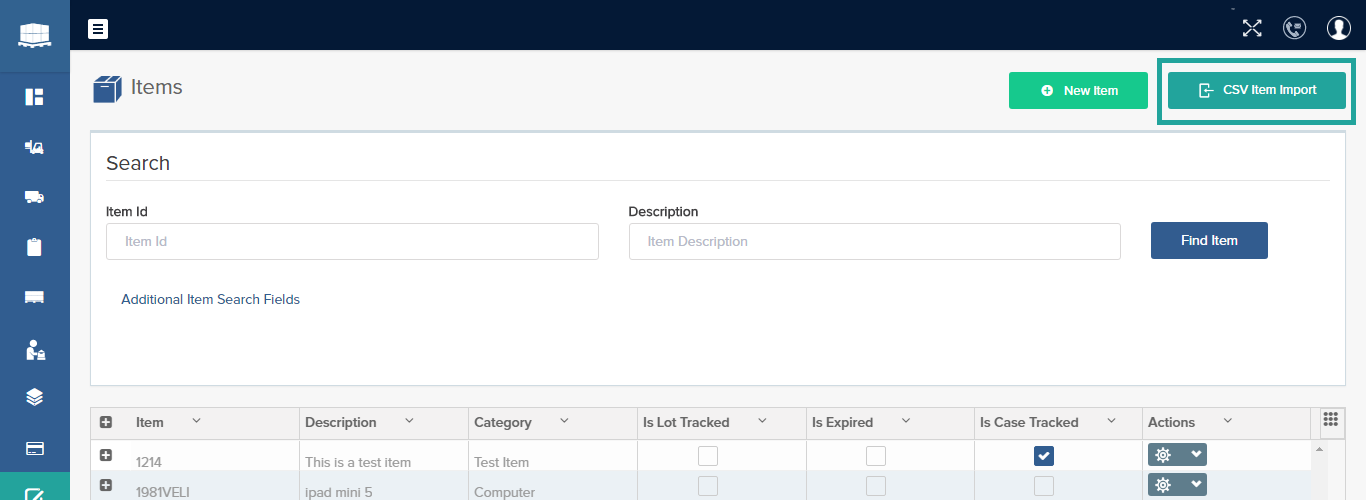 Items
New Item
CSV Item Import
Search
Item Id
Description
Item Id
Item Description
Find Item
Additional Item Search Fields
Item Description Category Is Lot Tracked Is Expired Is Case Tracked Actions
1214 This is a test item Test Item
1981VELI ipad mini 5 Computer